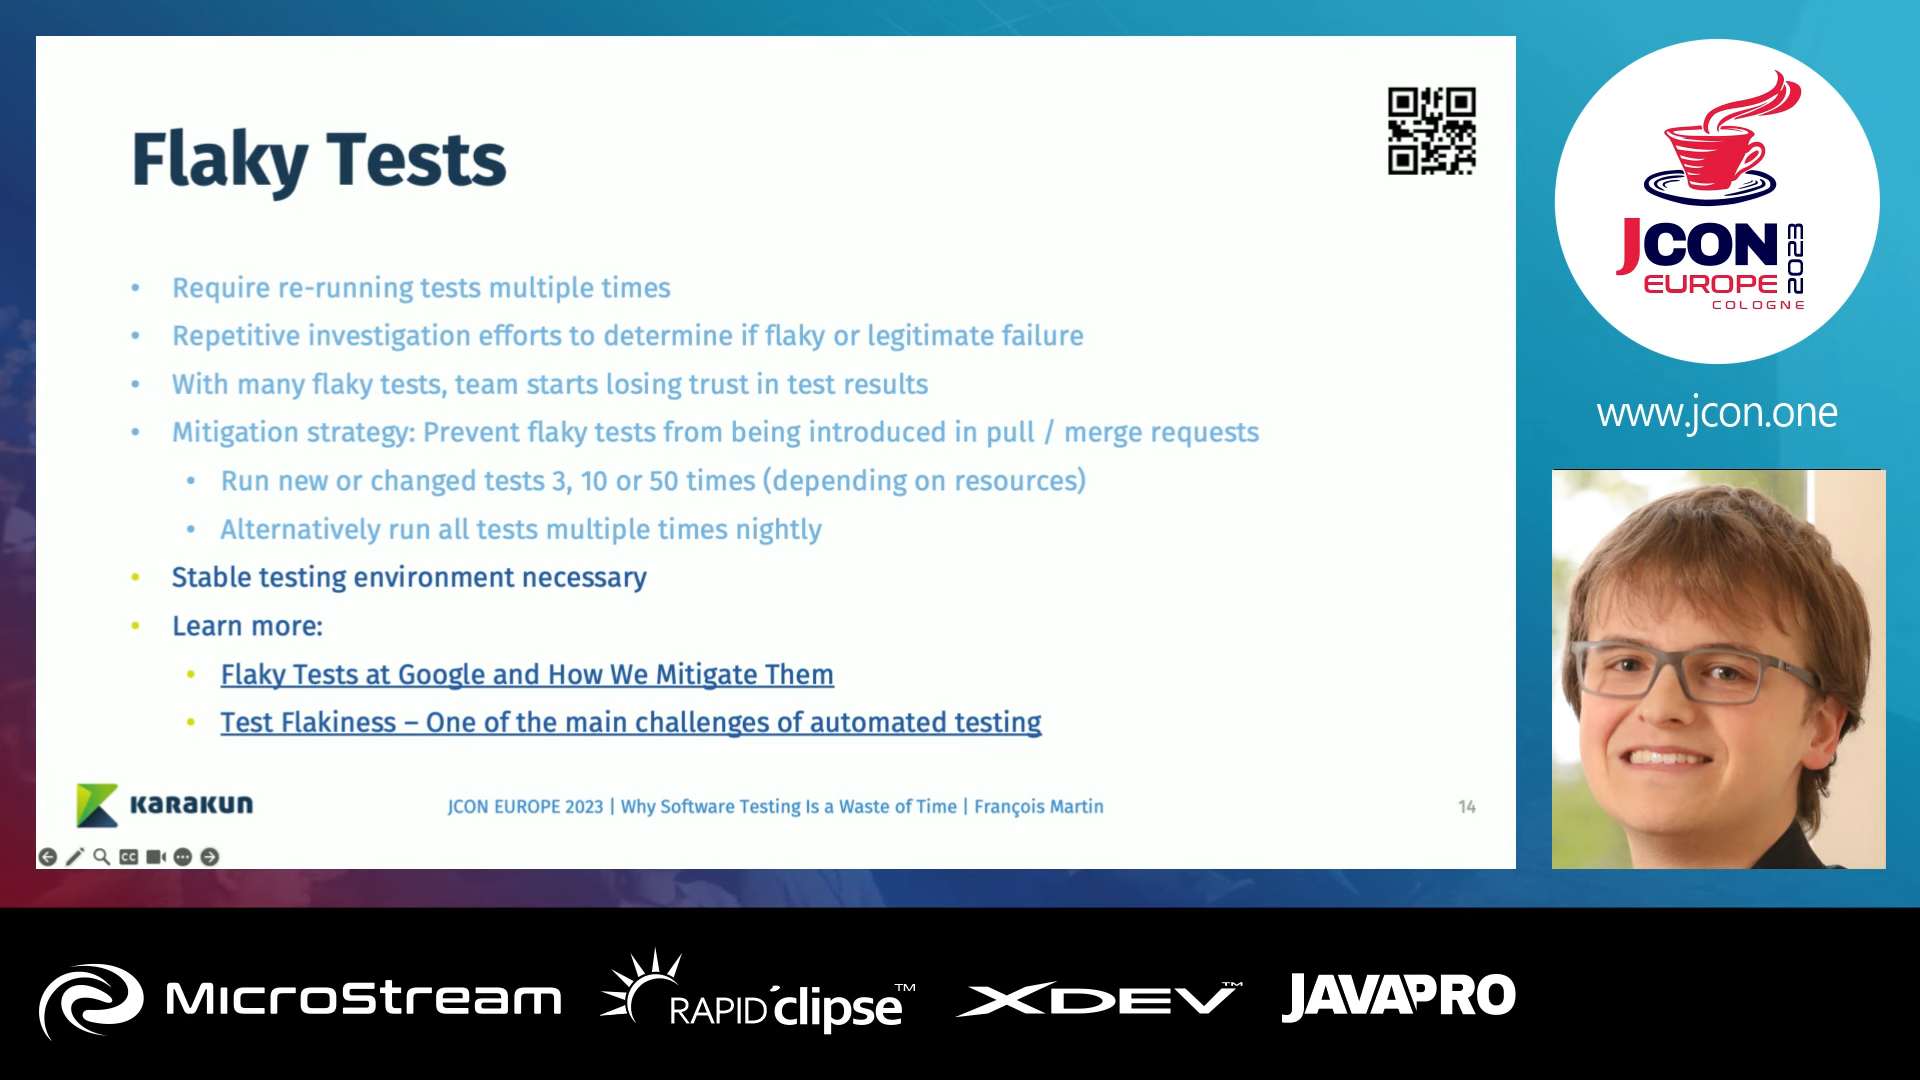 Flaky Tests
• Require re-running tests multiple times
• Repetitive investigation efforts to determine if flaky or legitimate failure
• With many flaky tests, team starts losing trust in test results
• Mitigation strategy: Prevent flaky tests from being introduced in pull / merge requests
• Run new or changed tests 3, 10 or 50 times (depending on resources)
• Alternatively run all tests multiple times nightly
• Stable testing environment necessary
• Learn more:
• Flaky Tests at Google and How We Mitigate Them
• Test Flakiness – One of the main challenges of automated testing
KARAKUN
JCON EUROPE 2023 | Why Software Testing Is a Waste of Time | François Martin
14
CC
JCON
EUROPE
2023
COLOGNE
www.jcon.one
MicroStream
RAPID clipse™
XDEV™
JAVAPRO